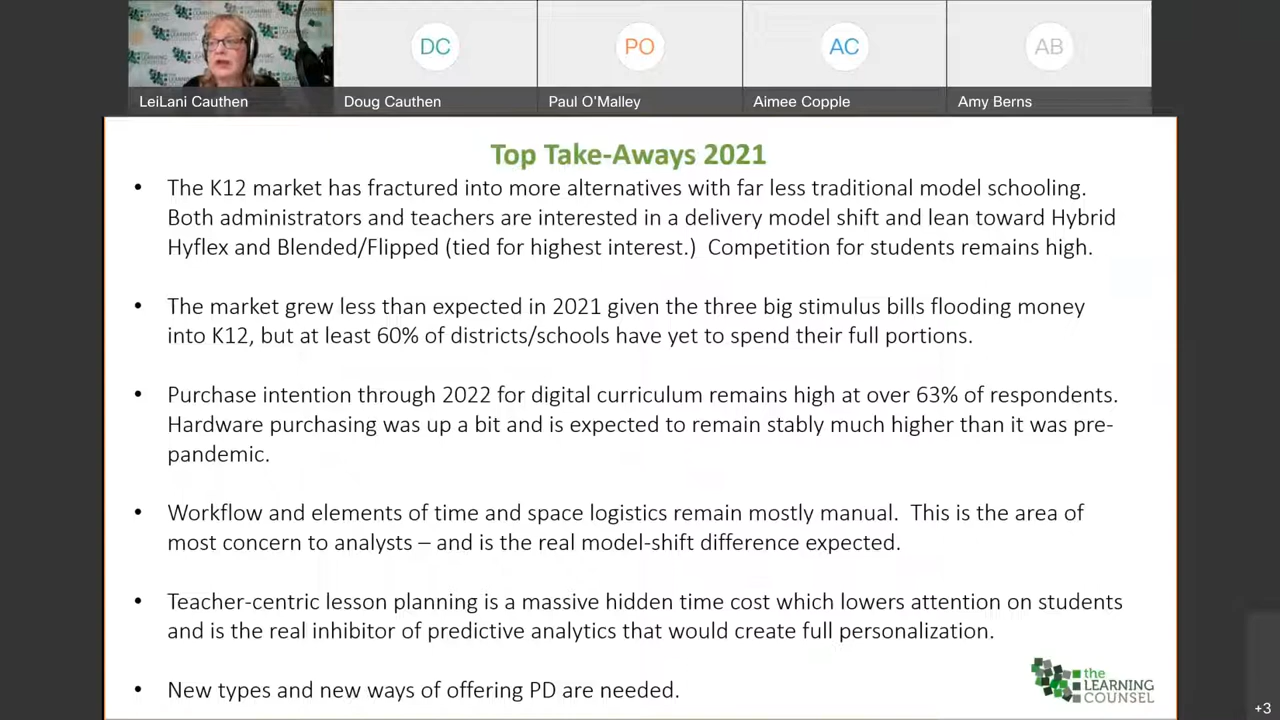 DC
PO
AC
AB
LeiLani Cauthen
Doug Cauthen
Paul O'Malley
Aimee Copple
Amy Berns
Top Take-Aways 2021
• The K12 market has fractured into more alternatives with far less traditional model schooling.
Both administrators and teachers are interested in a delivery model shift and lean toward Hybrid
Hyflex and Blended/Flipped (tied for highest interest.)  Competition for students remains high.
• The market grew less than expected in 2021 given the three big stimulus bills flooding money
into K12, but at least 60% of districts/schools have yet to spend their full portions.
• Purchase intention through 2022 for digital curriculum remains high at over 63% of respondents.
Hardware purchasing was up a bit and is expected to remain stably much higher than it was pre-
pandemic.
• Workflow and elements of time and space logistics remain mostly manual.  This is the area of
most concern to analysts – and is the real model-shift difference expected.
• Teacher-centric lesson planning is a massive hidden time cost which lowers attention on students
and is the real inhibitor of predictive analytics that would create full personalization.
• New types and new ways of offering PD are needed.
the
LEARNING
COUNSEL
+3